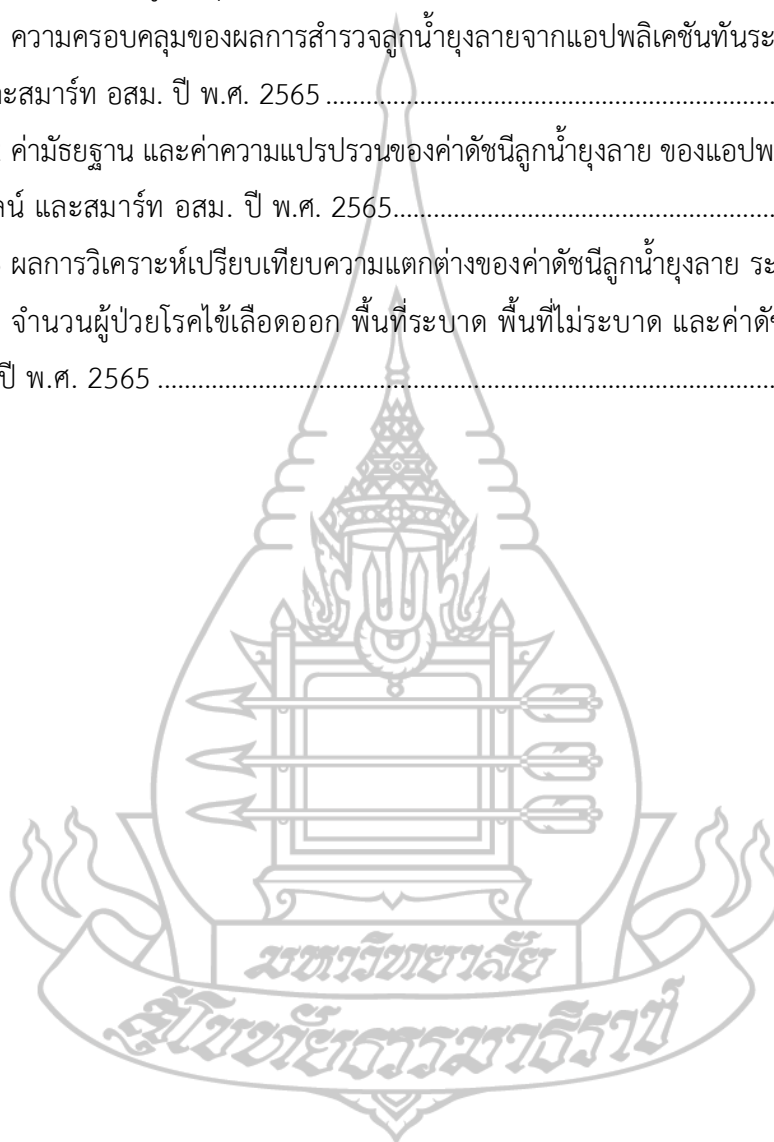 ความครอบคลุมของผลการสำรวจลูกน้ำยุงลายจากแอปพลิเคชันทันระ
ะสมาร์ท อสม. ปี พ.ศ. 2565
ค่ามัธยฐาน และค่าความแปรปรวนของค่าดัชนีลูกน้ำยุงลาย ของแอปพ
ลน์ และสมาร์ท อสม. ปี พ.ศ. 2565
ผลการวิเคราะห์เปรียบเทียบความแตกต่างของค่าดัชนีลูกน้ำยุงลาย ระ
จำนวนผู้ป่วยโรคไข้เลือดออก พื้นที่ระบาด พื้นที่ไม่ระบาด และค่าดัช
ปี พ.ศ. 2565
มหาวิทยาลัย
สุโขทัยธรรมาธิราช